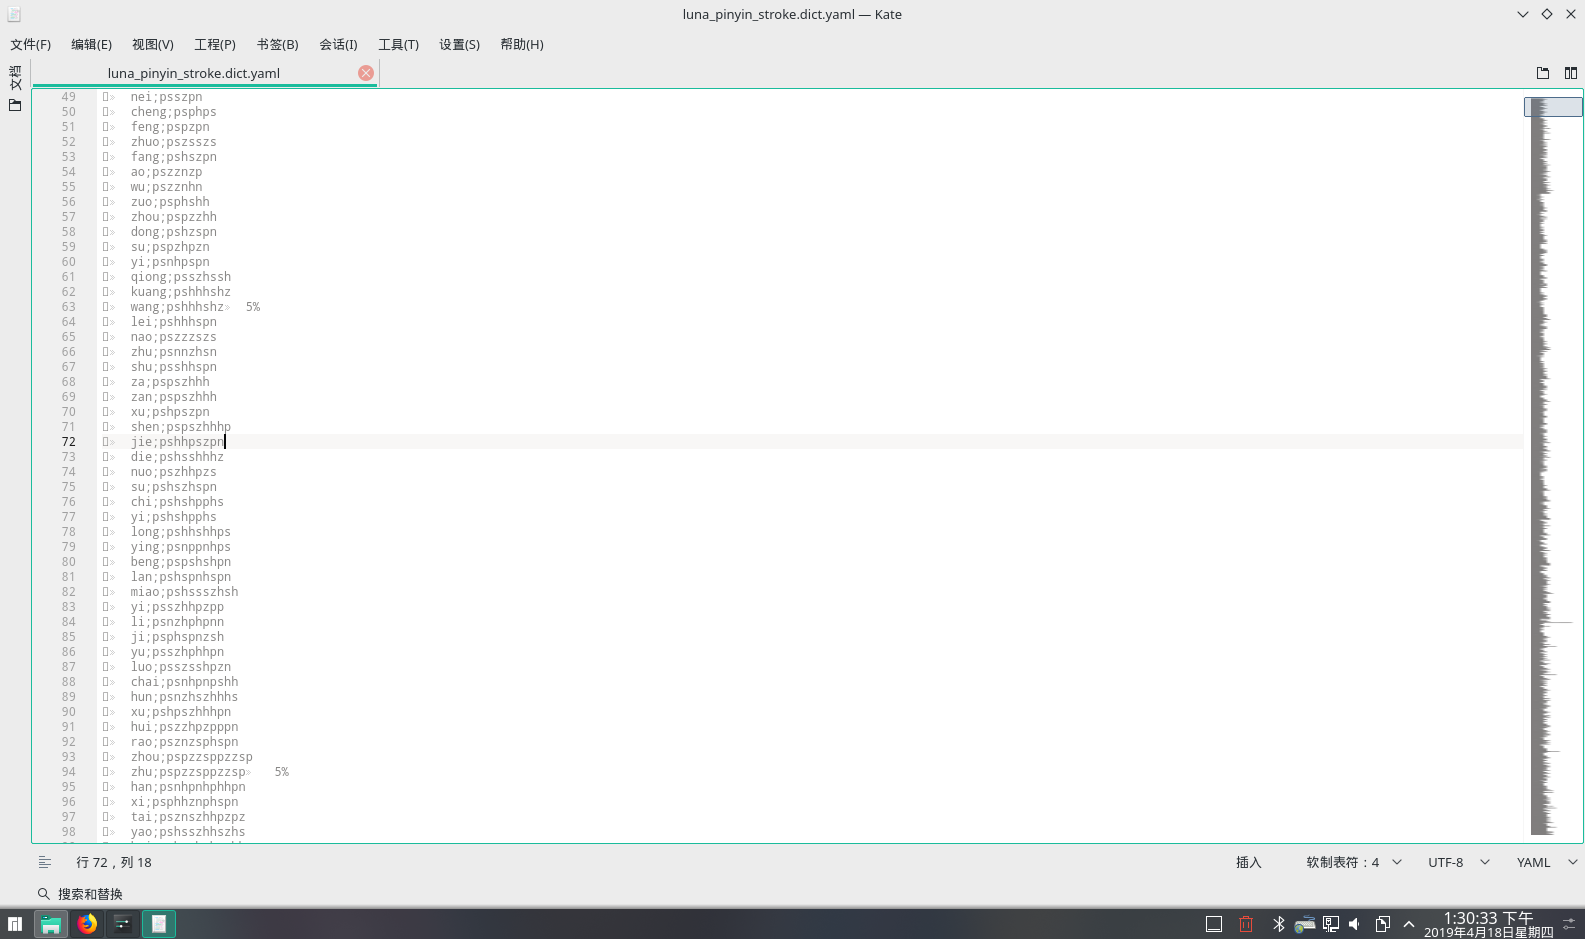 luna_pinyin_stroke.dict.yaml — Kate
文件(F) 编辑(E) 视图(V) 工程(P) 书签(B) 会话(I) 工具(T) 设置(S) 帮助(H)
文档
luna_pinyin_stroke.dict.yaml
49 nei;psszpn
50 cheng;psphps
51 feng;pspzpn
52 zhuo;pszsszs
53 fang;pshszpn
54 ao;pszznzp
55 wu;pszznhn
56 zuo;psphshh
57 zhou;pspzzhh
58 dong;pshzspn
59 su;pspzhpzn
60 yi;psnhpspn
61 qiong;psszhssh
62 kuang;pshhhshz
63 wang;pshhhshz» 5%
64 lei;pshhhspn
65 nao;pszzzszs
66 zhu;psnnzhsn
67 shu;psshhspn
68 za;pspszhhh
69 zan;pspszhhh
70 xu;pshpszpn
71 shen;pspszhhhp
72 jie;pshhpszpn
73 die;pshsshhhz
74 nuo;pszhhpzs
75 su;pshszhspn
76 chi;pshshpphs
77 yi;pshshpphs
78 long;pshhshhps
79 ying;psnppnhps
80 beng;pspshshpn
81 lan;pshspnhspn
82 miao;pshssszhsh
83 yi;psszhhpzpp
84 li;psnzhphpnn
85 ji;psphspnzsh
86 yu;psszhphhpn
87 luo;psszsshpzn
88 chai;psnhpnpshh
89 hun;psnzhszhhhs
90 xu;pshpszhhhpn
91 hui;pszzhpzpppn
92 rao;psznzsphspn
93 zhou;pspzzsppzzsp
94 zhu;pspzzsppzzsp» 5%
95 han;psnhpnhphhpn
96 xi;psphhznphspn
97 tai;psznszhhpzpz
98 yao;pshsszhhszhs
行 72，列 18
插入
软制表符：4
UTF-8
YAML
搜索和替换
1:30:33 下午
2019年4月18日星期四